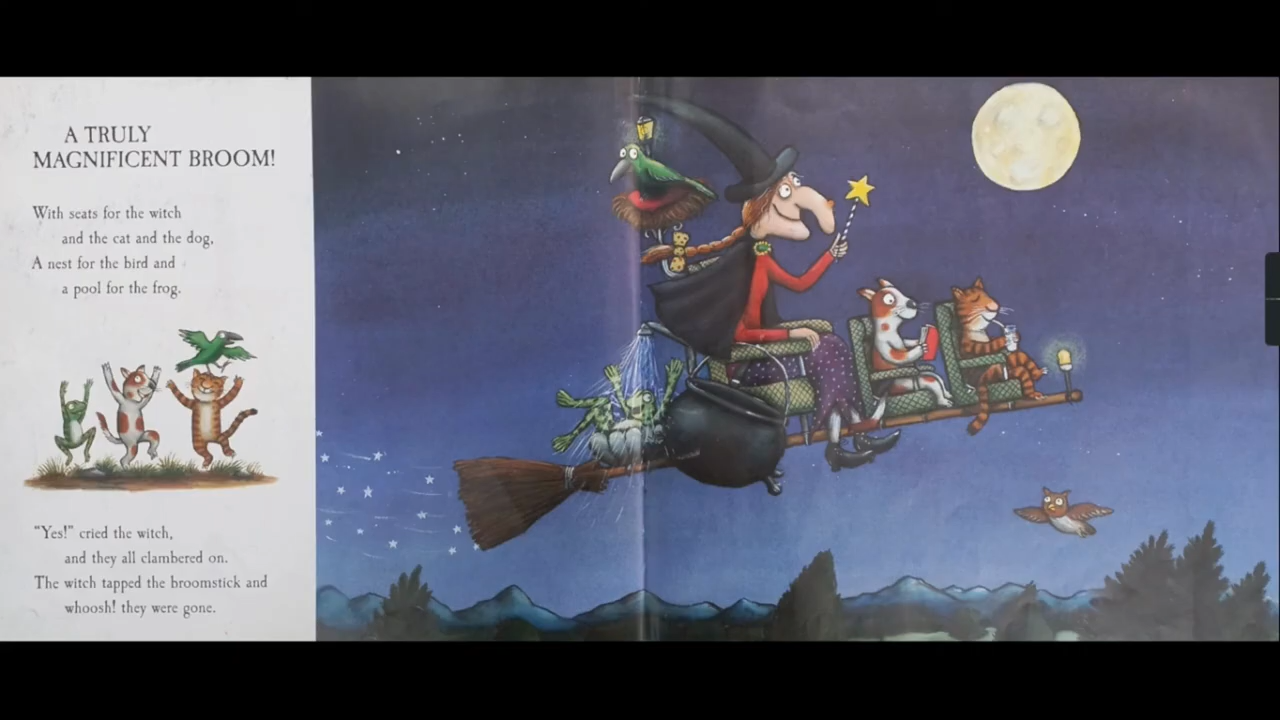 A TRULY
MAGNIFICENT BROOM!
With seats for the witch
and the cat and the dog,
A nest for the bird and
a pool for the frog.
"Yes!" cried the witch,
and they all clambered on.
The witch tapped the broomstick and
whoosh! they were gone.